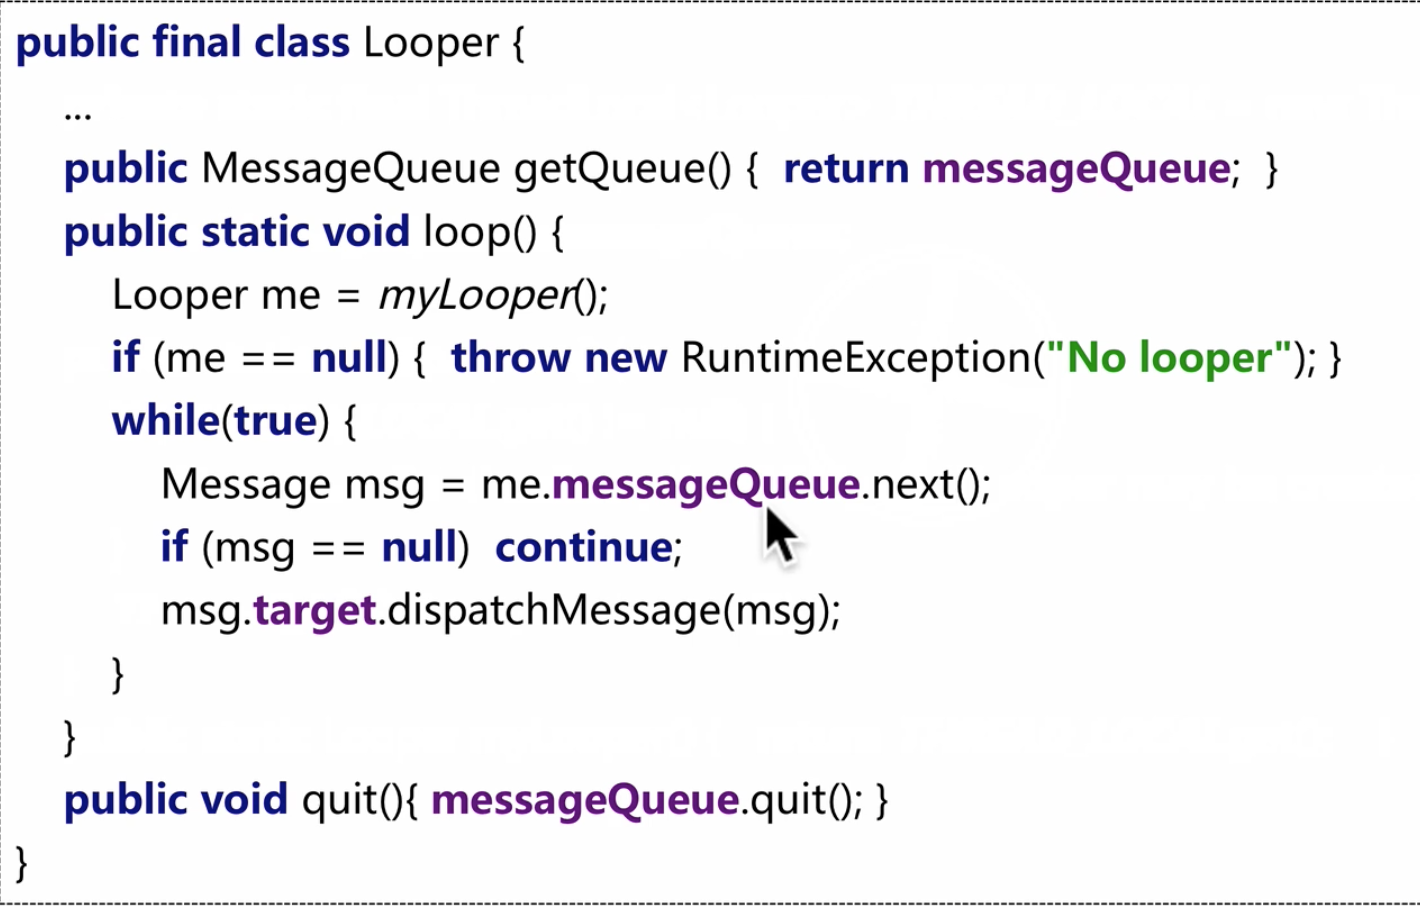 public final class Looper {
...
public MessageQueue getQueue() { return messageQueue; }
public static void loop() {
Looper me = myLooper();
if (me == null) { throw new RuntimeException("No looper"); }
while(true) {
Message msg = me.messageQueue.next();
if (msg == null) continue;
msg.target.dispatchMessage(msg);
}
}
public void quit(){ messageQueue.quit(); }
}